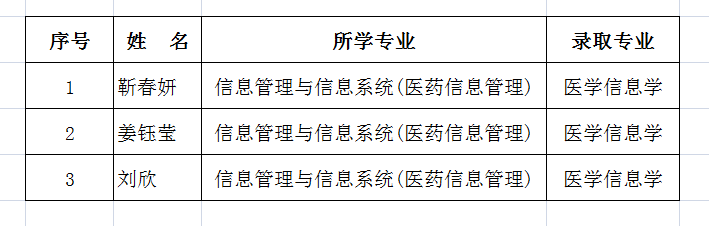 序号 姓 名 所学专业 录取专业
1 靳春妍 信息管理与信息系统(医药信息管理) 医学信息学
2 姜钰莹 信息管理与信息系统(医药信息管理) 医学信息学
3 刘欣 信息管理与信息系统(医药信息管理) 医学信息学